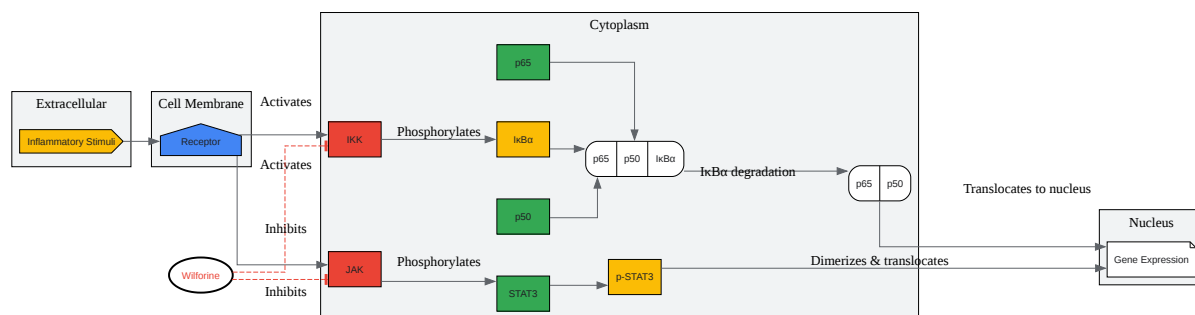 Cytoplasm
Extracellular
Inflammatory Stimuli
Cell Membrane
Receptor
Activates
Activates
Inhibits
Inhibits
Wilforine
IKK
JAK
Phosphorylates
Phosphorylates
p65
IκBα
p50
STAT3
p-STAT3
p65 p50 IκBα
IκBα degradation
p65 p50
Translocates to nucleus
Dimerizes & translocates
Nucleus
Gene Expression